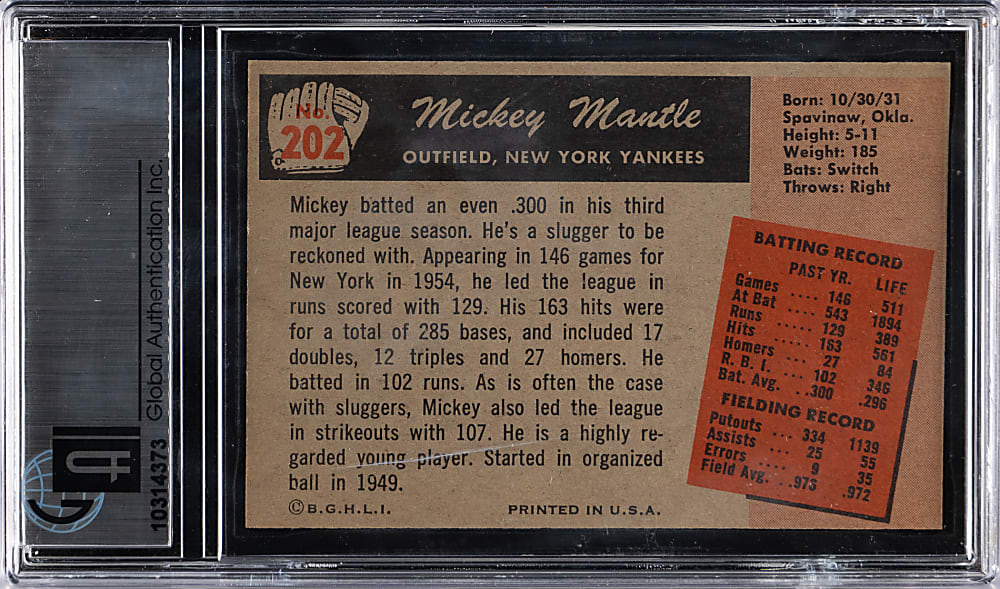 No.
202
Mickey Mantle
OUTFIELD, NEW YORK YANKEES
Born: 10/30/31
Spavinaw, Okla.
Height: 5-11
Weight: 185
Bats: Switch
Throws: Right
Mickey batted an even .300 in his third
major league season. He's a slugger to be
reckoned with. Appearing in 146 games for
New York in 1954, he led the league in
runs scored with 129. His 163 hits were
for a total of 285 bases, and included 17
doubles, 12 triples and 27 homers. He
batted in 102 runs. As is often the case
with sluggers, Mickey also led the league
in strikeouts with 107. He is a highly re-
garded young player. Started in organized
ball in 1949.
©B.G.H.L.I.
PRINTED IN U.S.A.
BATTING RECORD
PAST YR. LIFE
Games .... 146 511
At Bat .... 543 1894
Runs ..... 129 389
Hits ..... 163 561
Homers ... 27 84
R. B. I. ... 102 346
Bat. Avg. . .300 .296
FIELDING RECORD
Putouts ... 334 1139
Assists ... 25 55
Errors .... 9 35
Field Avg. ..973 .972
Global Authentication Inc.
103144373